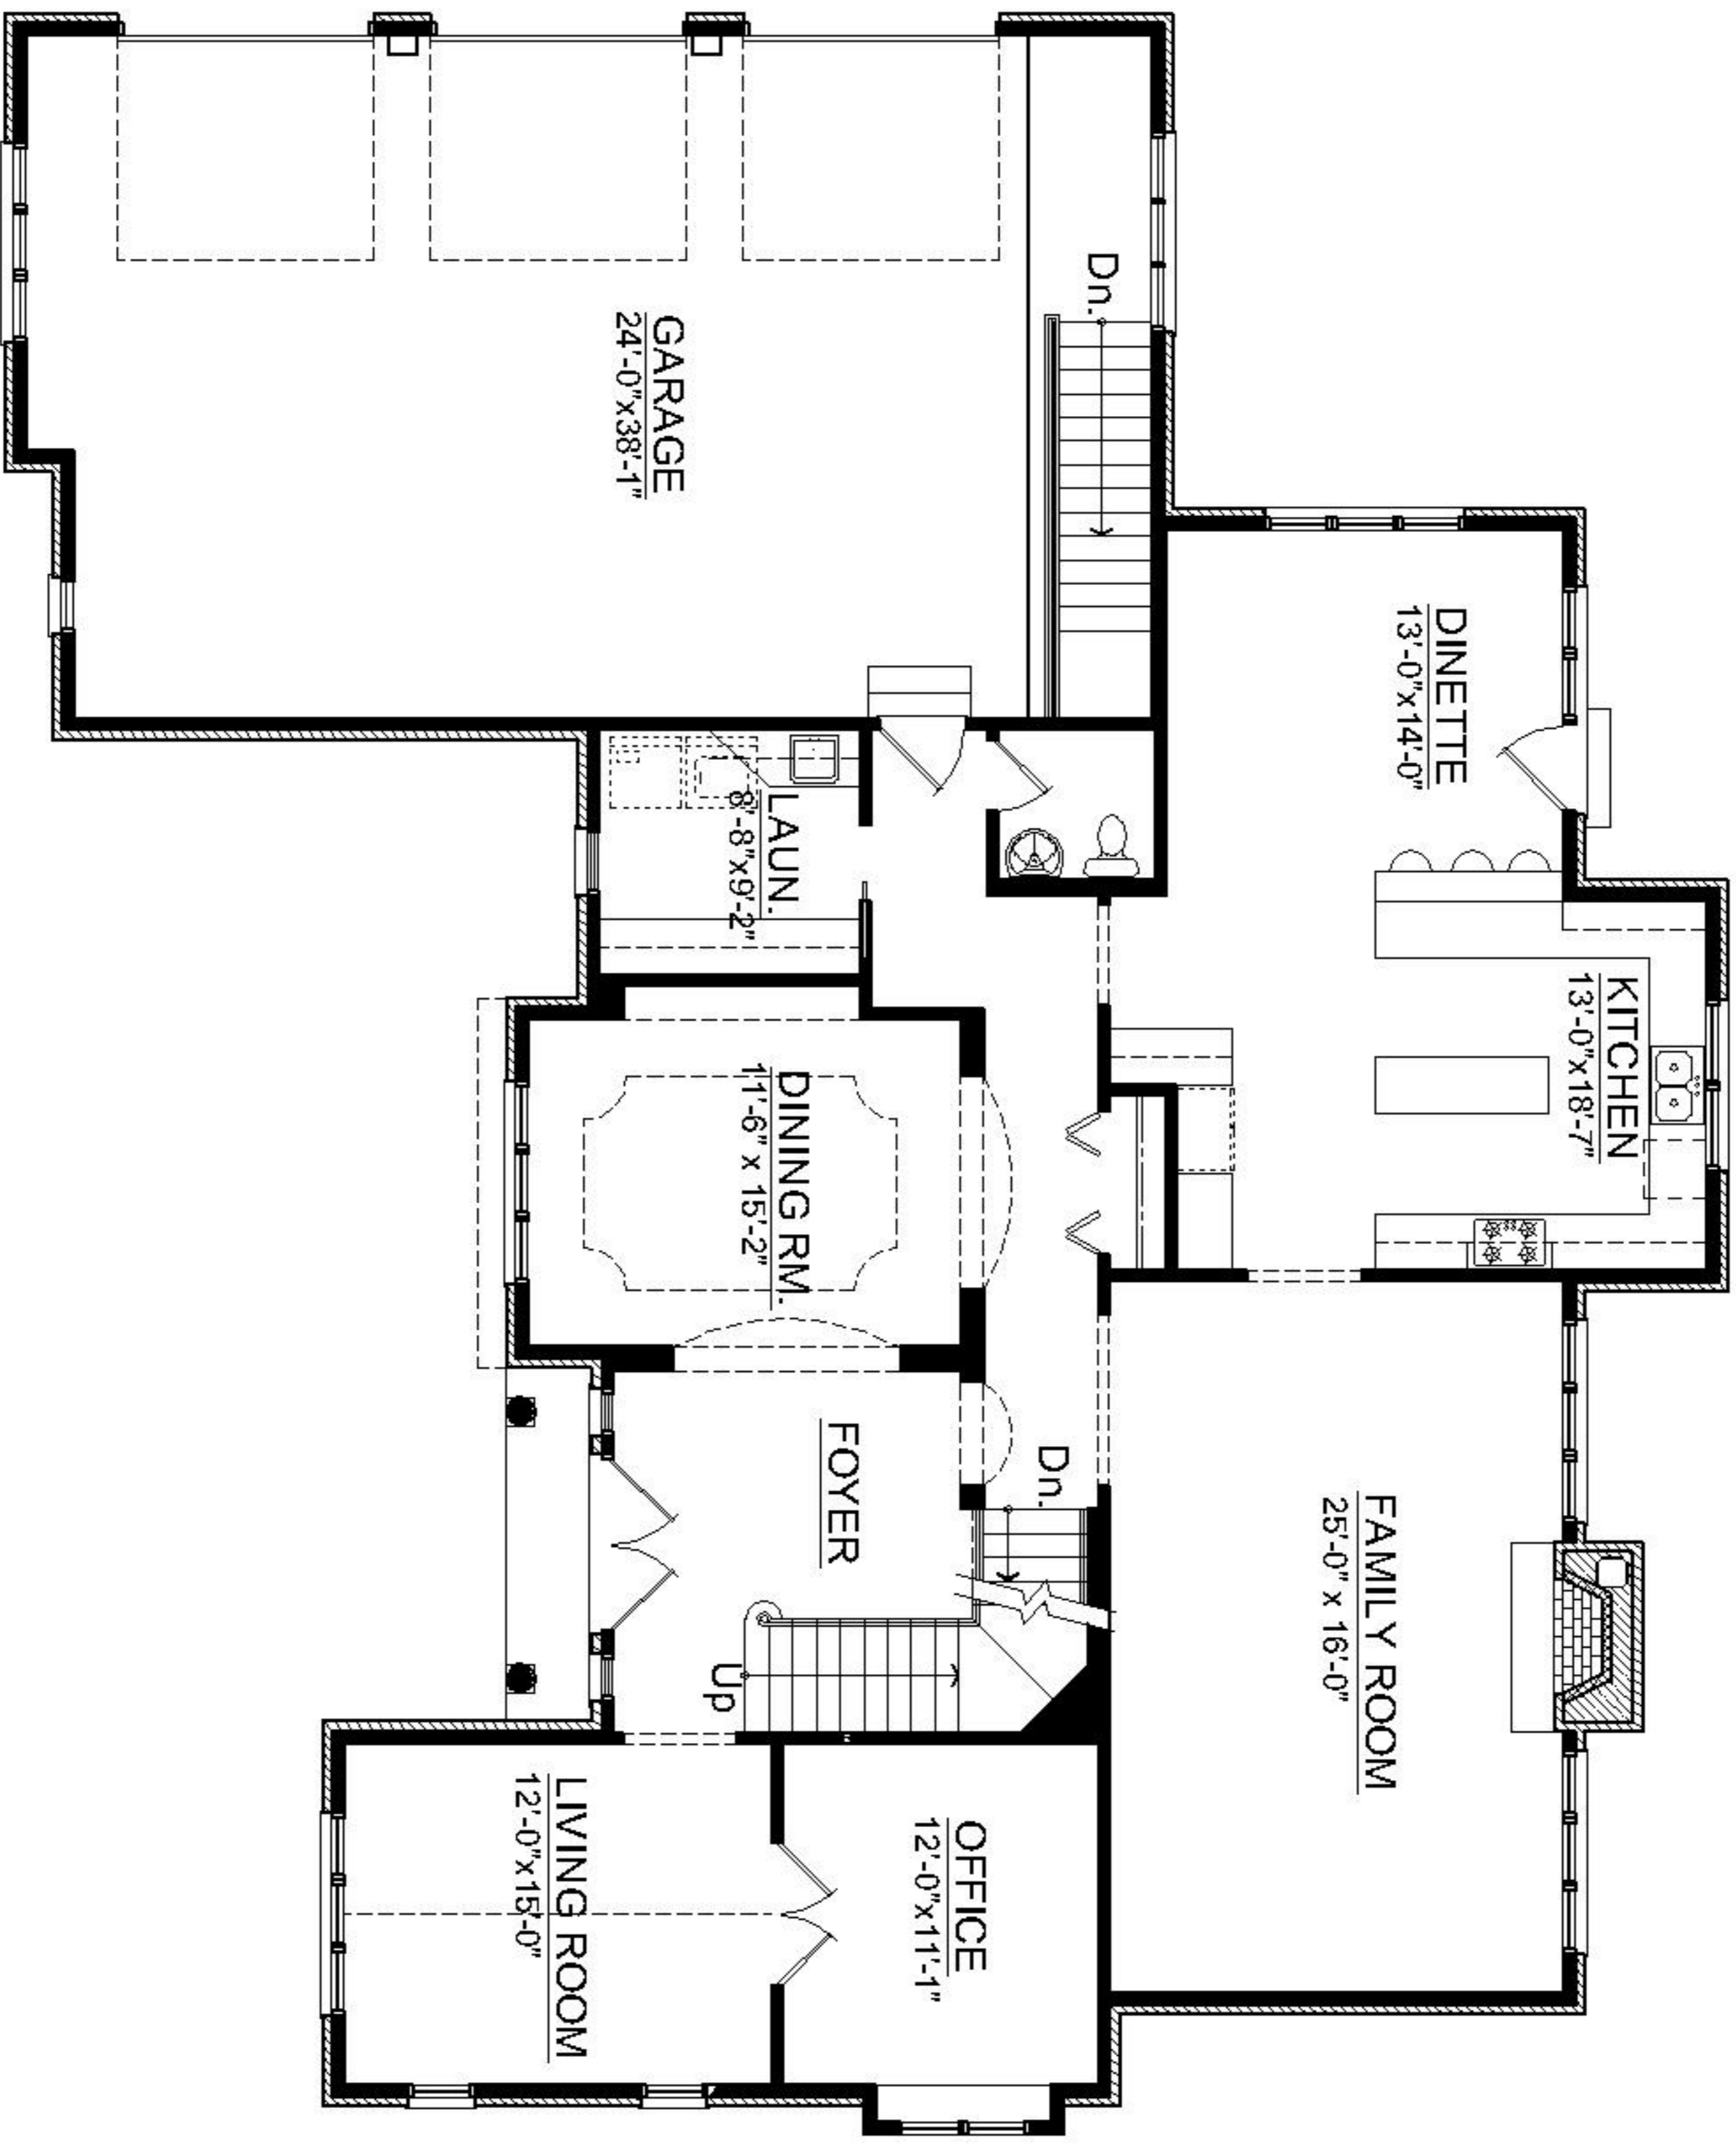 DINETTE
13'-0"x14'-0"
KITCHEN
13'-0"x18'-7"
FAMILY ROOM
25'-0" x 16'-0"
Dn.
GARAGE
24'-0"x38'-1"
LAUN.
8'-8"x9'-2"
DINING RM.
11'-6" x 15'-2"
FOYER
Dn.
Up
OFFICE
12'-0"x11'-1"
LIVING ROOM
12'-0"x15'-0"